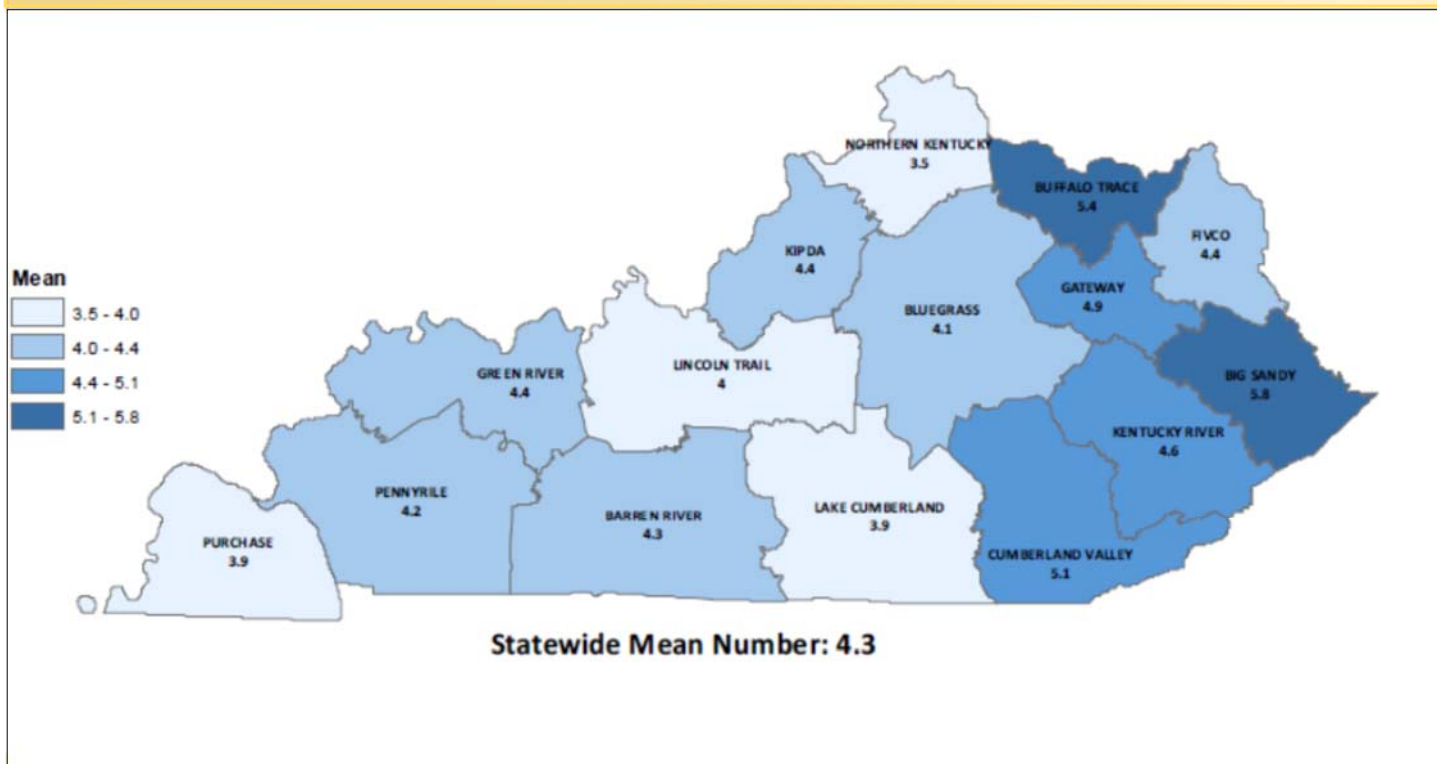 NORTHERN KENTUCKY
3.5
BUFFALO TRACE
5.4
FIVCO
4.4
KIPDA
4.4
GATEWAY
4.9
BLUEGRASS
4.1
Mean
3.5 - 4.0
4.0 - 4.4
4.4 - 5.1
5.1 - 5.8
GREEN RIVER
4.4
LINCOLN TRAIL
4
BIG SANDY
5.8
KENTUCKY RIVER
4.6
PENNYRILE
4.2
BARREN RIVER
4.3
LAKE CUMBERLAND
3.9
PURCHASE
3.9
CUMBERLAND VALLEY
5.1
Statewide Mean Number: 4.3